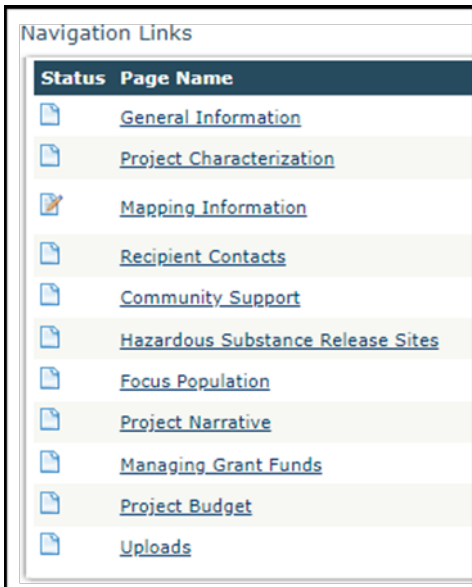 Navigation Links
Status Page Name
General Information
Project Characterization
Mapping Information
Recipient Contacts
Community Support
Hazardous Substance Release Sites
Focus Population
Project Narrative
Managing Grant Funds
Project Budget
Uploads